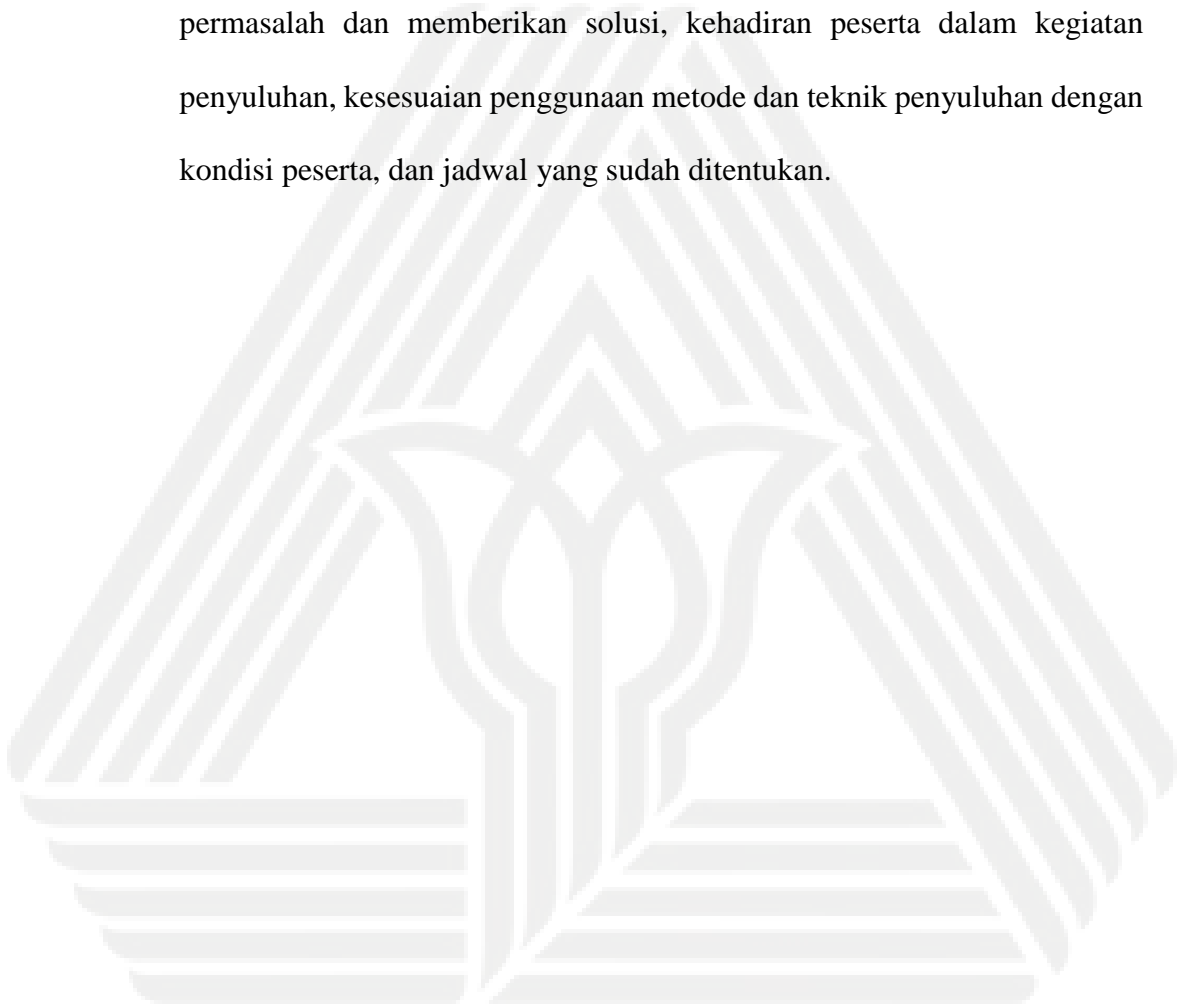 permasalah dan memberikan solusi, kehadiran peserta dalam kegiatan
penyuluhan, kesesuaian penggunaan metode dan teknik penyuluhan dengan
kondisi peserta, dan jadwal yang sudah ditentukan.